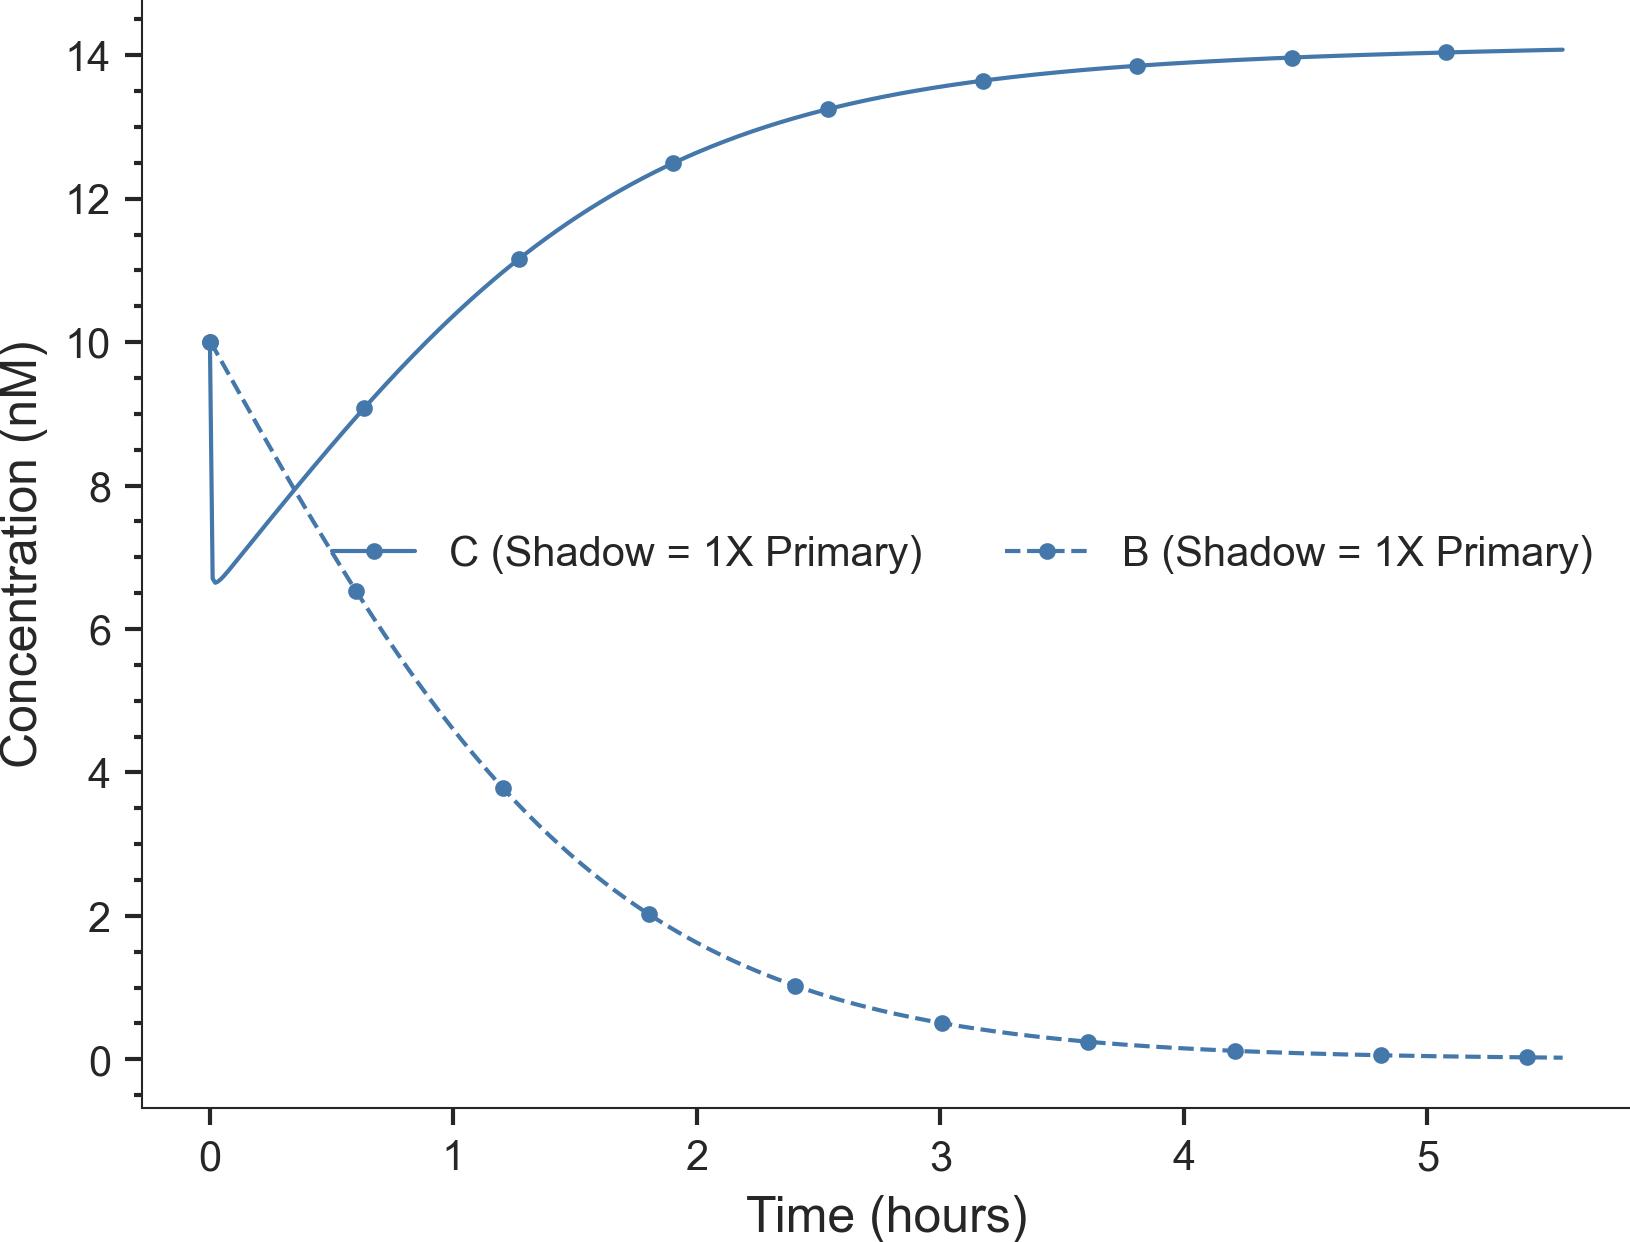 Concentration (nM)
14
12
10
8
6
4
2
0
C (Shadow = 1X Primary)
B (Shadow = 1X Primary)
0 1 2 3 4 5
Time (hours)